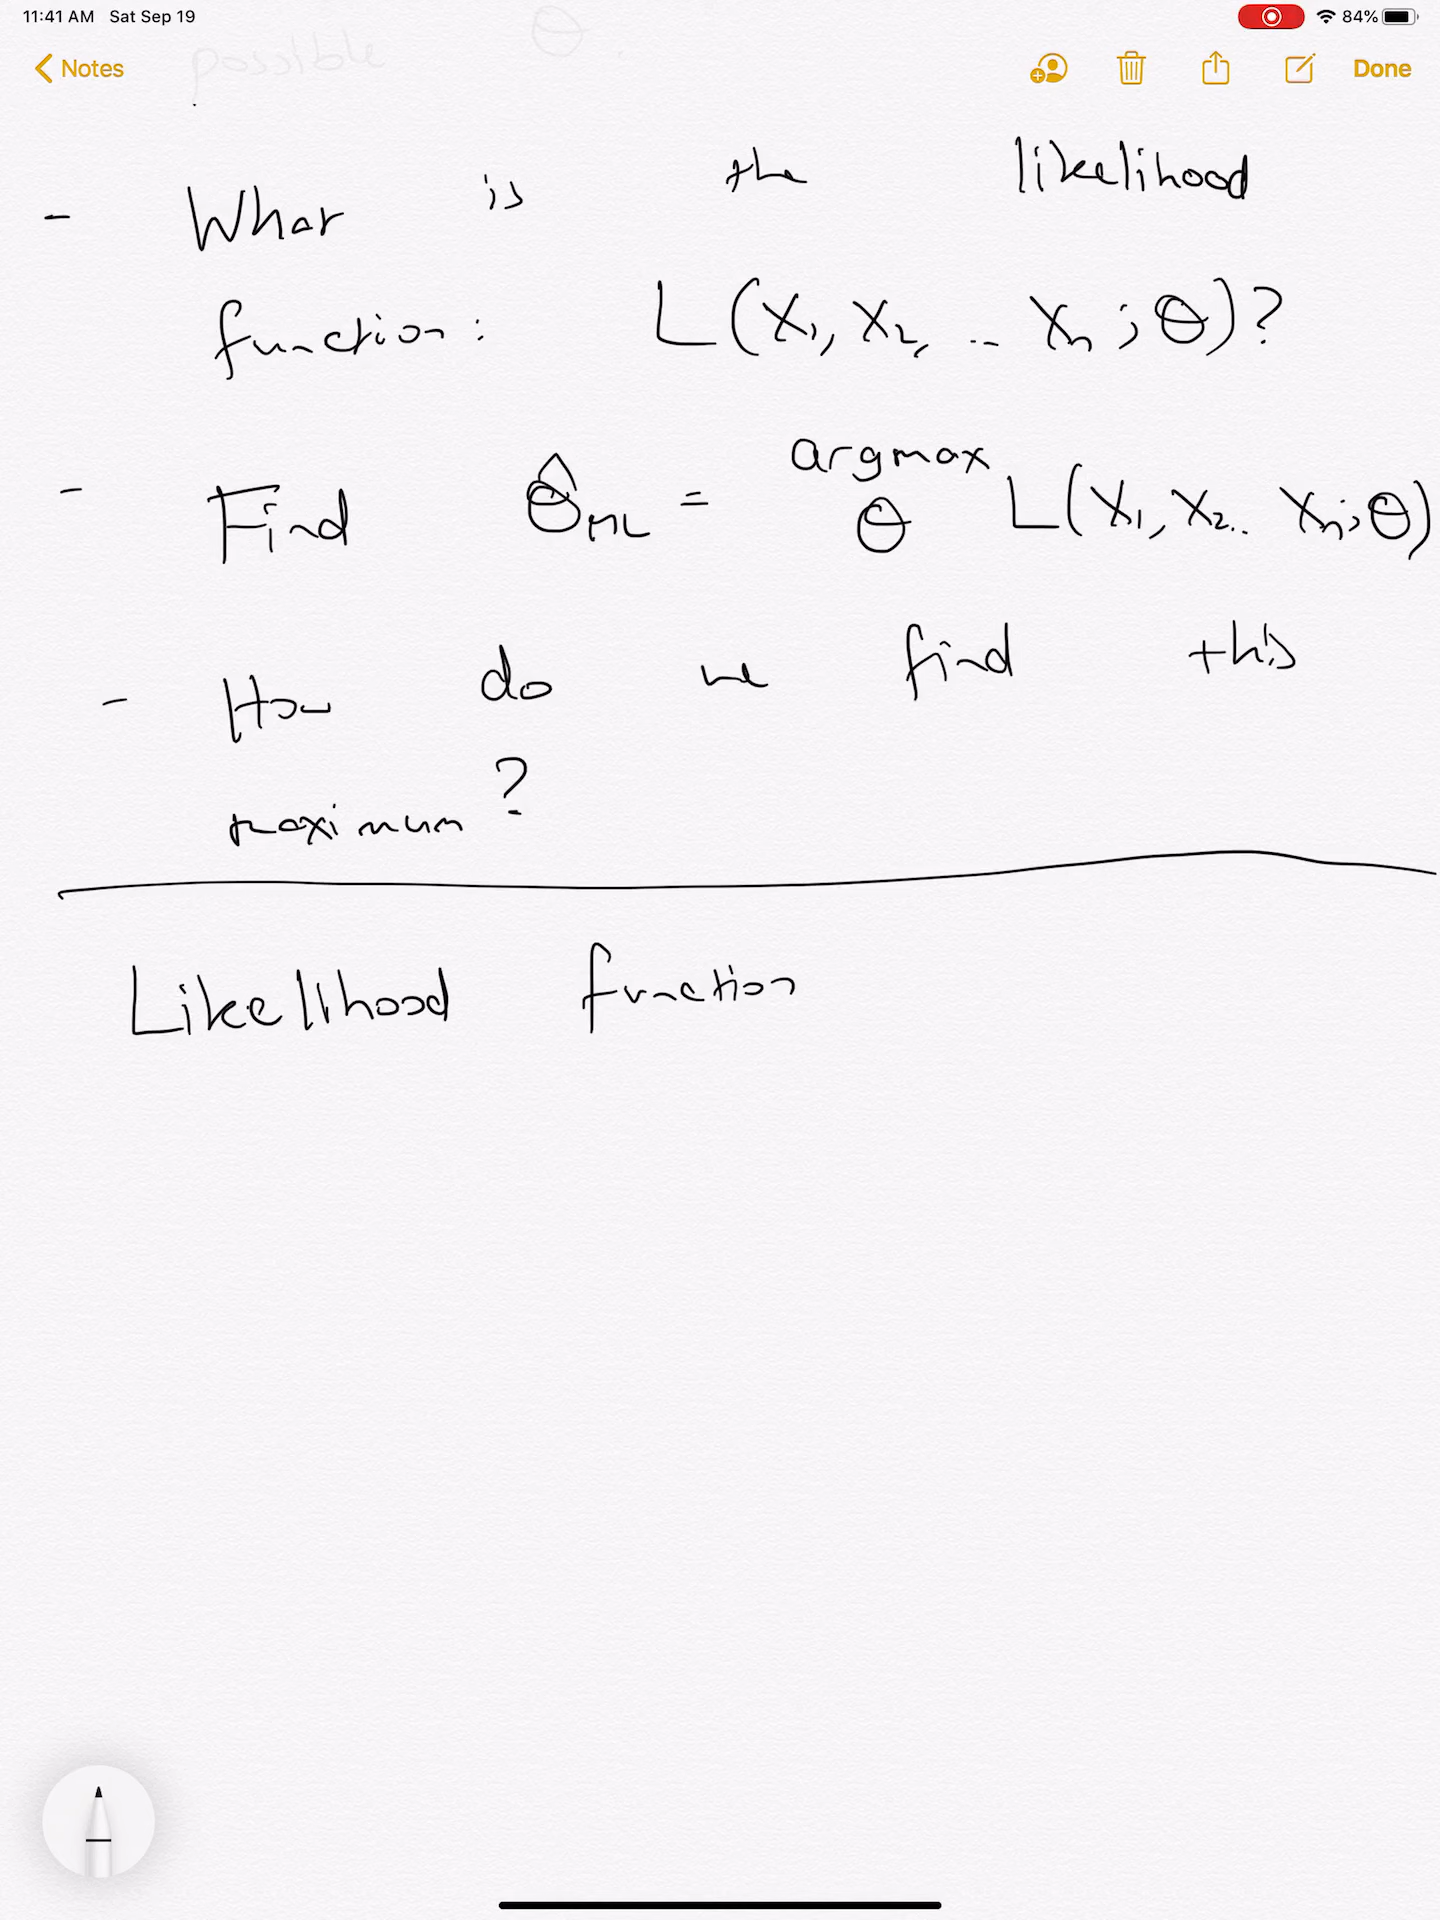 11:41 AM Sat Sep 19 84%
possible θ.
Notes Done
- What is the likelihood
function: L(X₁, X₂, .. Xₙ ; θ)?
- Find θ̂ML = argmax θ L(X₁, X₂.. Xₙ; θ)
- How do we find this
maximum?
Likelihood function